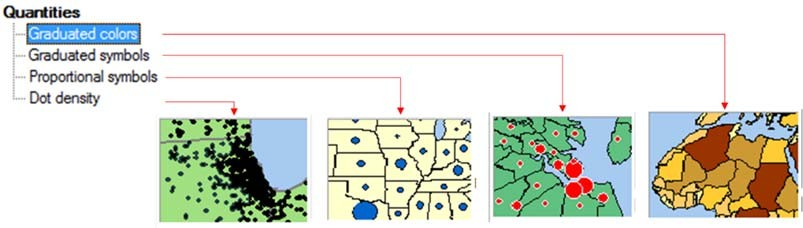 Quantities
Graduated colors
Graduated symbols
Proportional symbols
Dot density